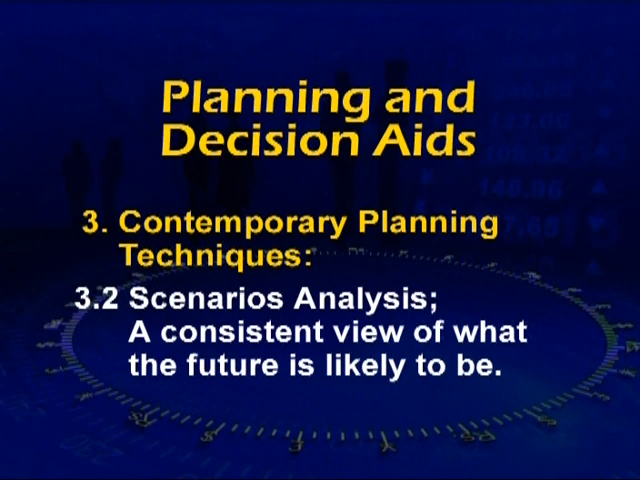 Planning and
Decision Aids
3. Contemporary Planning
Techniques:
3.2 Scenarios Analysis;
A consistent view of what
the future is likely to be.